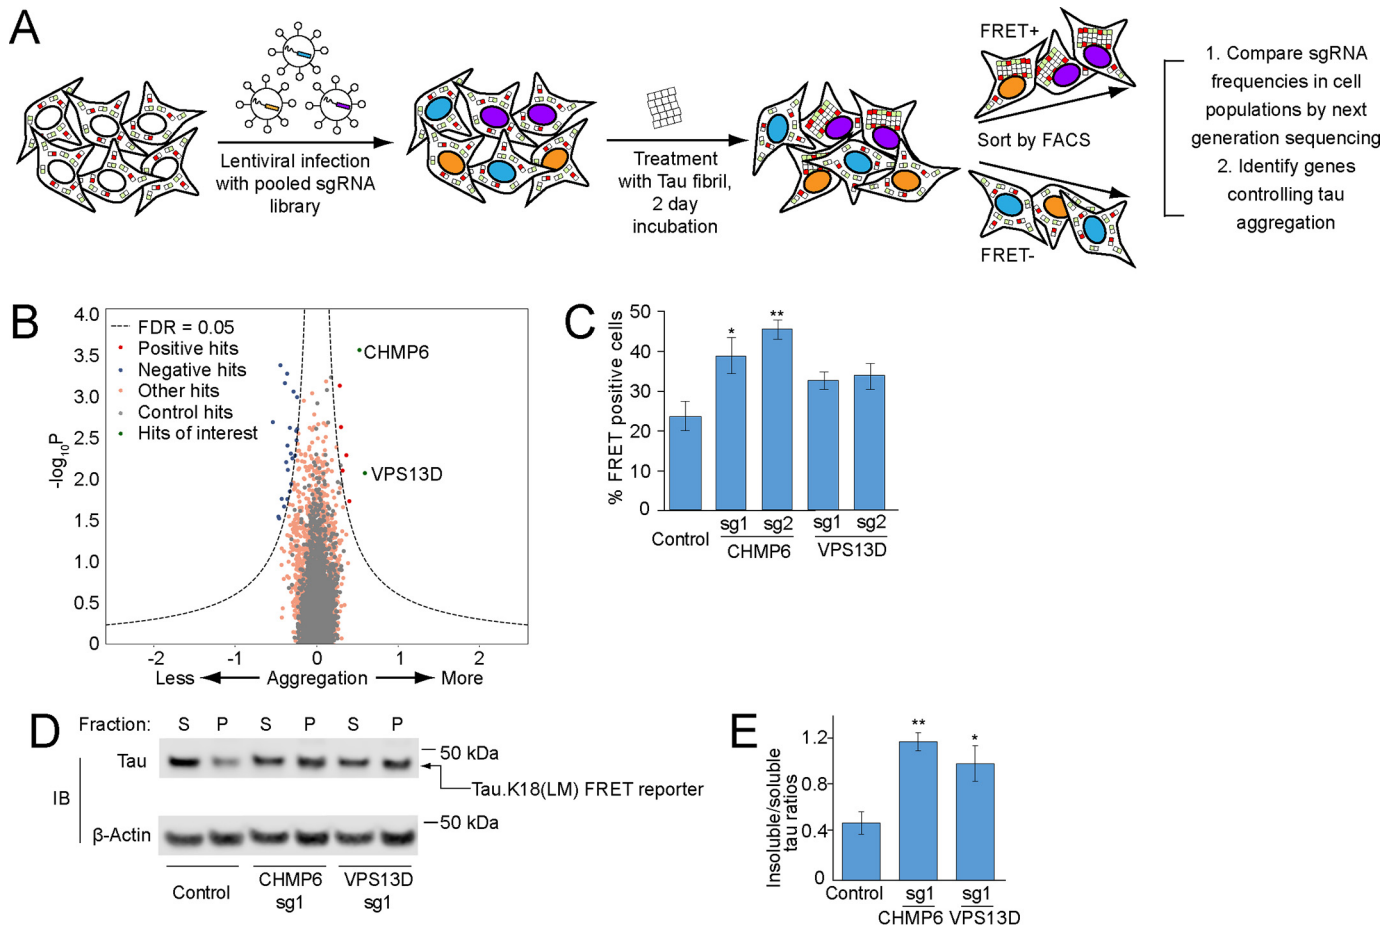 A
Lentiviral infection
with pooled sgRNA
library
Treatment
with Tau fibril,
2 day
incubation
FRET+
Sort by FACS
FRET-
1. Compare sgRNA
frequencies in cell
populations by next
generation sequencing
2. Identify genes
controlling tau
aggregation
B
-log10P
4.0
3.5
3.0
2.5
2.0
1.5
1.0
0.5
0
FDR = 0.05
Positive hits
Negative hits
Other hits
Control hits
Hits of interest
CHMP6
VPS13D
-2
-1
0
1
2
Less
Aggregation
More
C
% FRET positive cells
50
40
30
20
10
0
*
**
Control
sg1
sg2
sg1
sg2
CHMP6
VPS13D
D
Fraction:
S
P
S
P
S
P
IB
Tau
50 kDa
Tau.K18(LM) FRET reporter
β-Actin
50 kDa
Control
CHMP6
sg1
VPS13D
sg1
E
Insoluble/soluble
tau ratios
1.2
0.8
0.4
0
**
*
Control
sg1
sg1
CHMP6
VPS13D